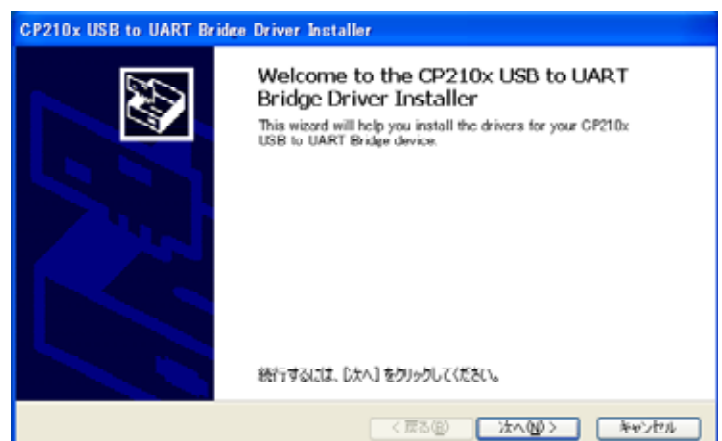 CP210x USB to UART Bridge Driver Installer
Welcome to the CP210x USB to UART
Bridge Driver Installer
This wizard will help you install the drivers for your CP210x
USB to UART Bridge device.
続行するには、[次へ] をクリックしてください。
< 戻る(B) 次へ(N) > キャンセル